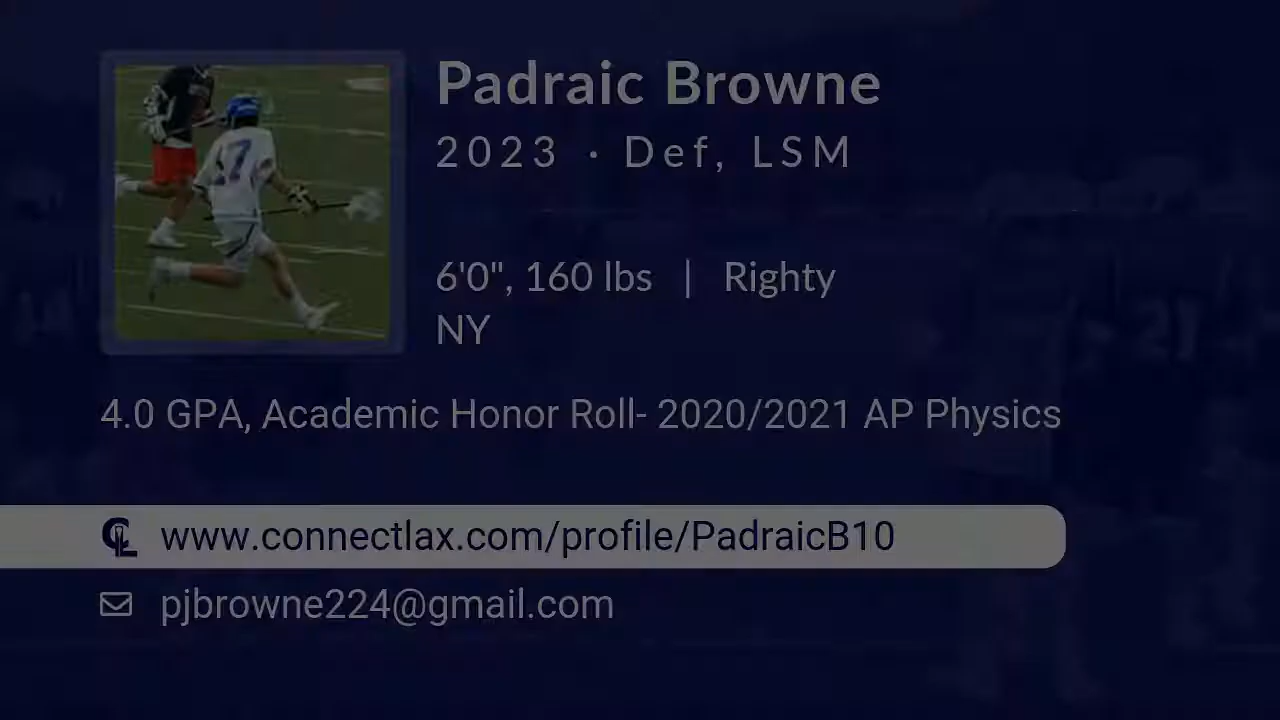 Padraic Browne
2023 · Def, LSM
6'0", 160 lbs | Righty
NY
4.0 GPA, Academic Honor Roll- 2020/2021 AP Physics
www.connectlax.com/profile/PadraicB10
pjbrowne224@gmail.com
17